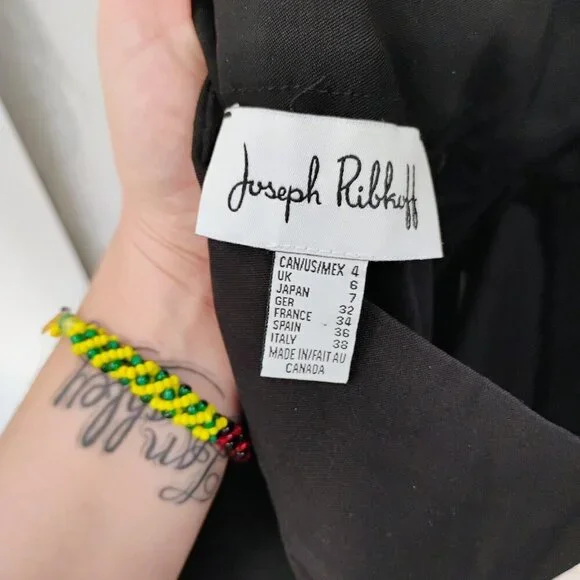 Joseph Ribkoff
CAN/US/MEX 4
UK 6
JAPAN 7
GER 32
FRANCE 34
SPAIN 36
ITALY 38
MADE IN/FAIT AU
CANADA